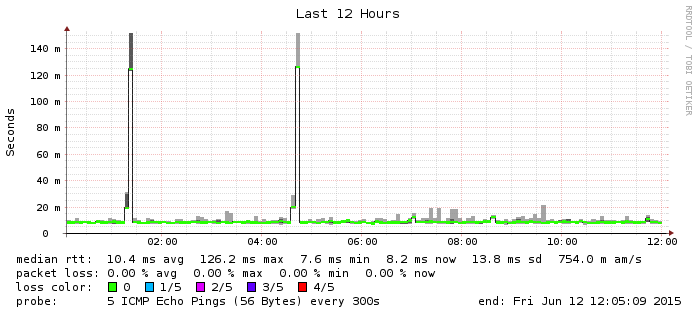 Last 12 Hours
RRDTOOL / TOBI OETIKER
Seconds
140 m
120 m
100 m
80 m
60 m
40 m
20 m
0
02:00 04:00 06:00 08:00 10:00 12:00
median rtt: 10.4 ms avg 126.2 ms max 7.6 ms min 8.2 ms now 13.8 ms sd 754.0 m am/s
packet loss: 0.00 % avg 0.00 % max 0.00 % min 0.00 % now
loss color: 0 1/5 2/5 3/5 4/5
probe: 5 ICMP Echo Pings (56 Bytes) every 300s end: Fri Jun 12 12:05:09 2015